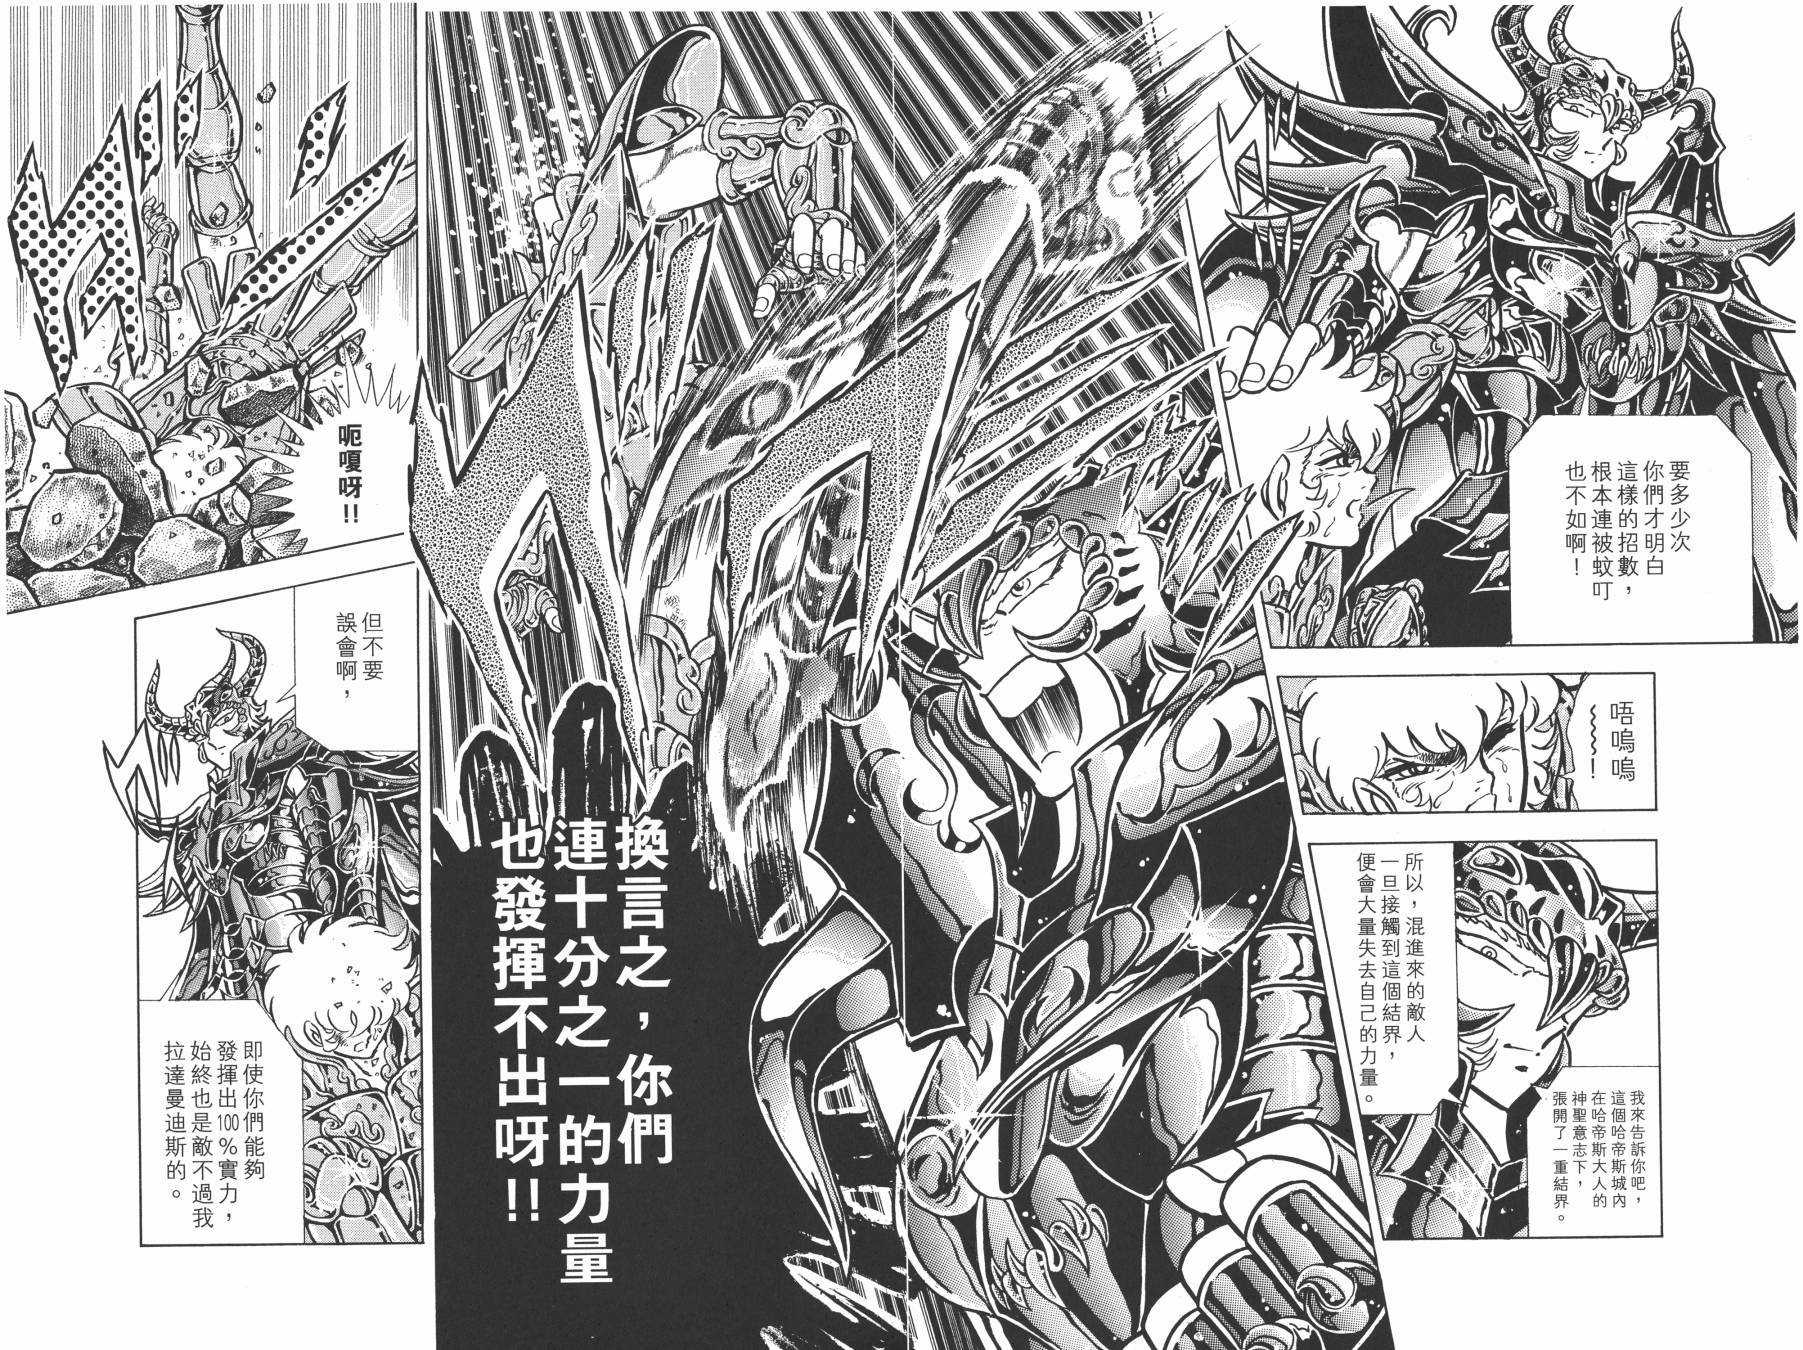 要多少次
你們才明白
這樣的招數，
根本連被蚊叮
也不如啊！
唔嗚嗚
～～～！
我來告訴你吧，
這個哈帝斯城內
在哈帝斯大人的
神聖意志下，
張開了一重結界。
所以，混進來的敵人
一旦接觸到這個結界，
便會大量失去自己的力量。
換言之，你們
連十分之一的力量
也發揮不出呀!!
呃嗄呀!!
但不要
誤會啊，
即使你們能夠
發揮出100%實力，
始終也是敵不過我
拉達曼迪斯的。